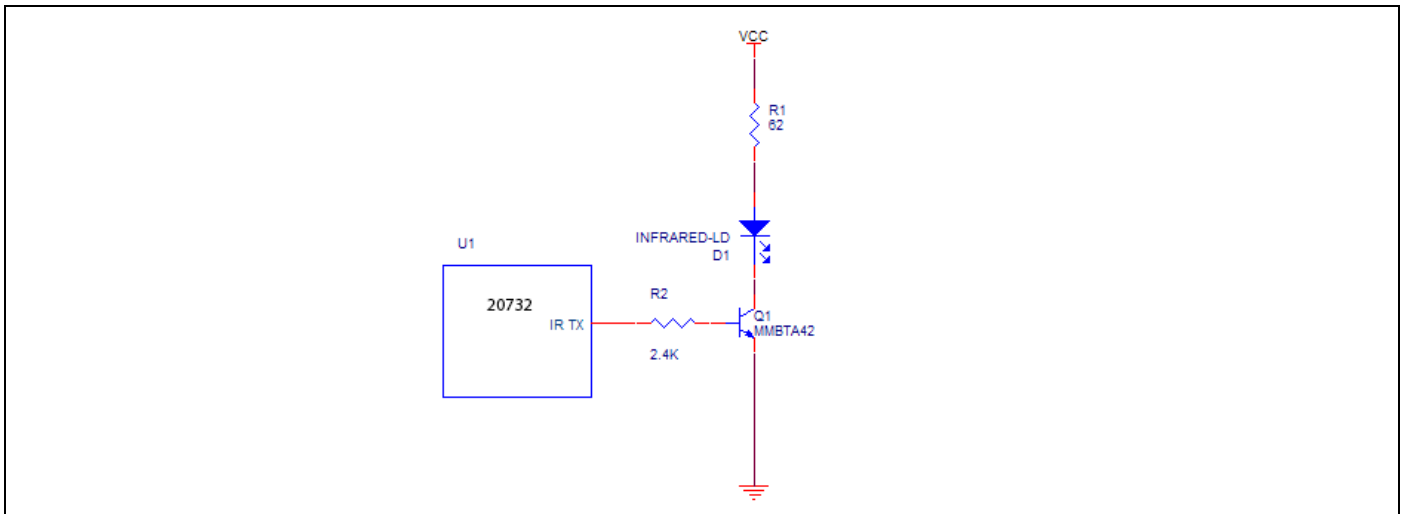 VCC
R1
62
INFRARED-LD
D1
U1
20732
IR TX
R2
2.4K
Q1
MMBTA42